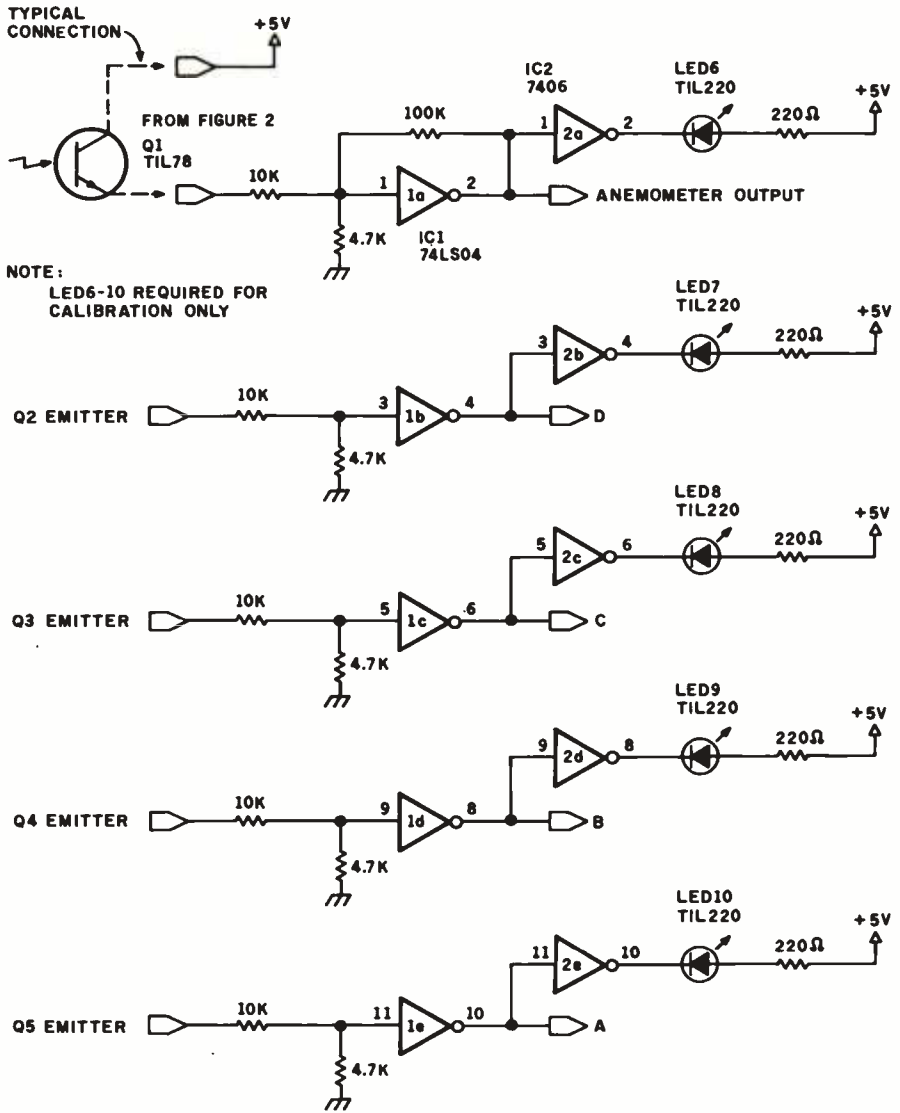 TYPICAL
CONNECTION
+5V
FROM FIGURE 2
Q1
TIL78
10K
4.7K
1
1a
2
IC1
74LS04
100K
IC2
7406
1
2a
2
LED6
TIL220
220Ω
+5V
ANEMOMETER OUTPUT
NOTE:
LED6-10 REQUIRED FOR
CALIBRATION ONLY
Q2 EMITTER
10K
4.7K
3
1b
4
3
2b
4
LED7
TIL220
220Ω
+5V
D
Q3 EMITTER
10K
4.7K
5
1c
6
5
2c
6
LED8
TIL220
220Ω
+5V
C
Q4 EMITTER
10K
4.7K
9
1d
8
9
2d
8
LED9
TIL220
220Ω
+5V
B
Q5 EMITTER
10K
4.7K
11
1e
10
11
2e
10
LED10
TIL220
220Ω
+5V
A